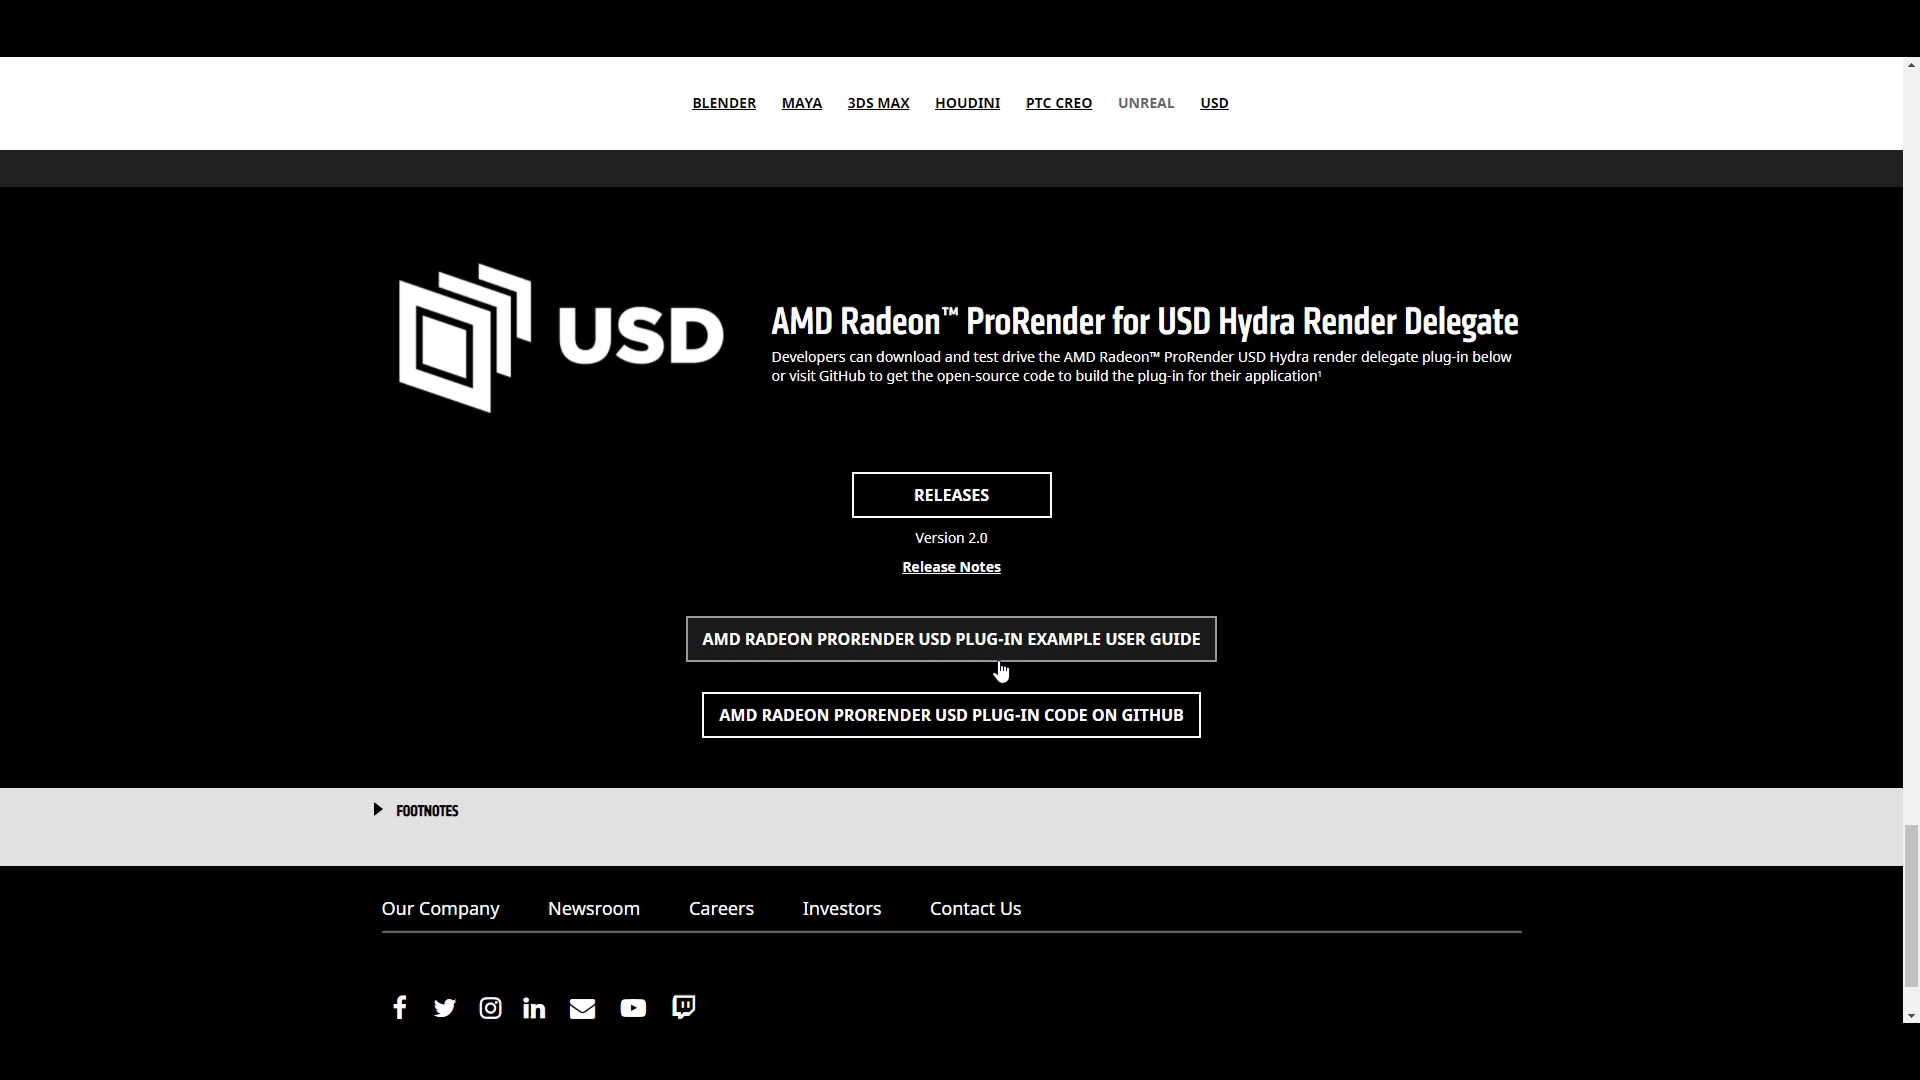 BLENDER MAYA 3DS MAX HOUDINI PTC CREO UNREAL USD
USD
AMD Radeon™ ProRender for USD Hydra Render Delegate
Developers can download and test drive the AMD Radeon™ ProRender USD Hydra render delegate plug-in below
or visit GitHub to get the open-source code to build the plug-in for their application¹
RELEASES
Version 2.0
Release Notes
AMD RADEON PRORENDER USD PLUG-IN EXAMPLE USER GUIDE
AMD RADEON PRORENDER USD PLUG-IN CODE ON GITHUB
FOOTNOTES
Our Company Newsroom Careers Investors Contact Us